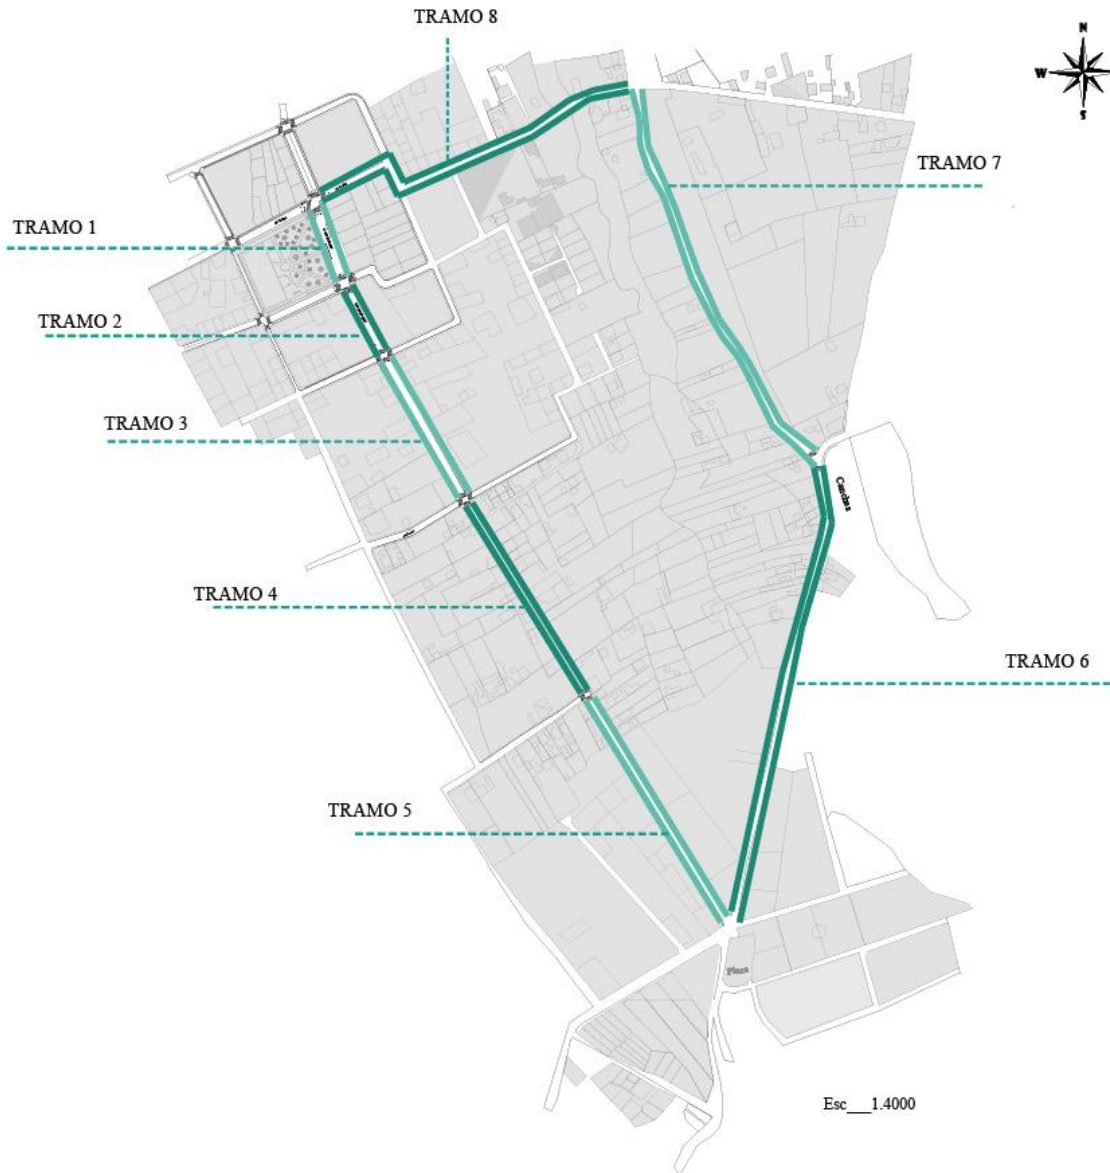 TRAMO 8
N
W
S
TRAMO 7
TRAMO 1
TRAMO 2
TRAMO 3
Canchas
TRAMO 4
TRAMO 6
TRAMO 5
Plaza
Esc___1.4000